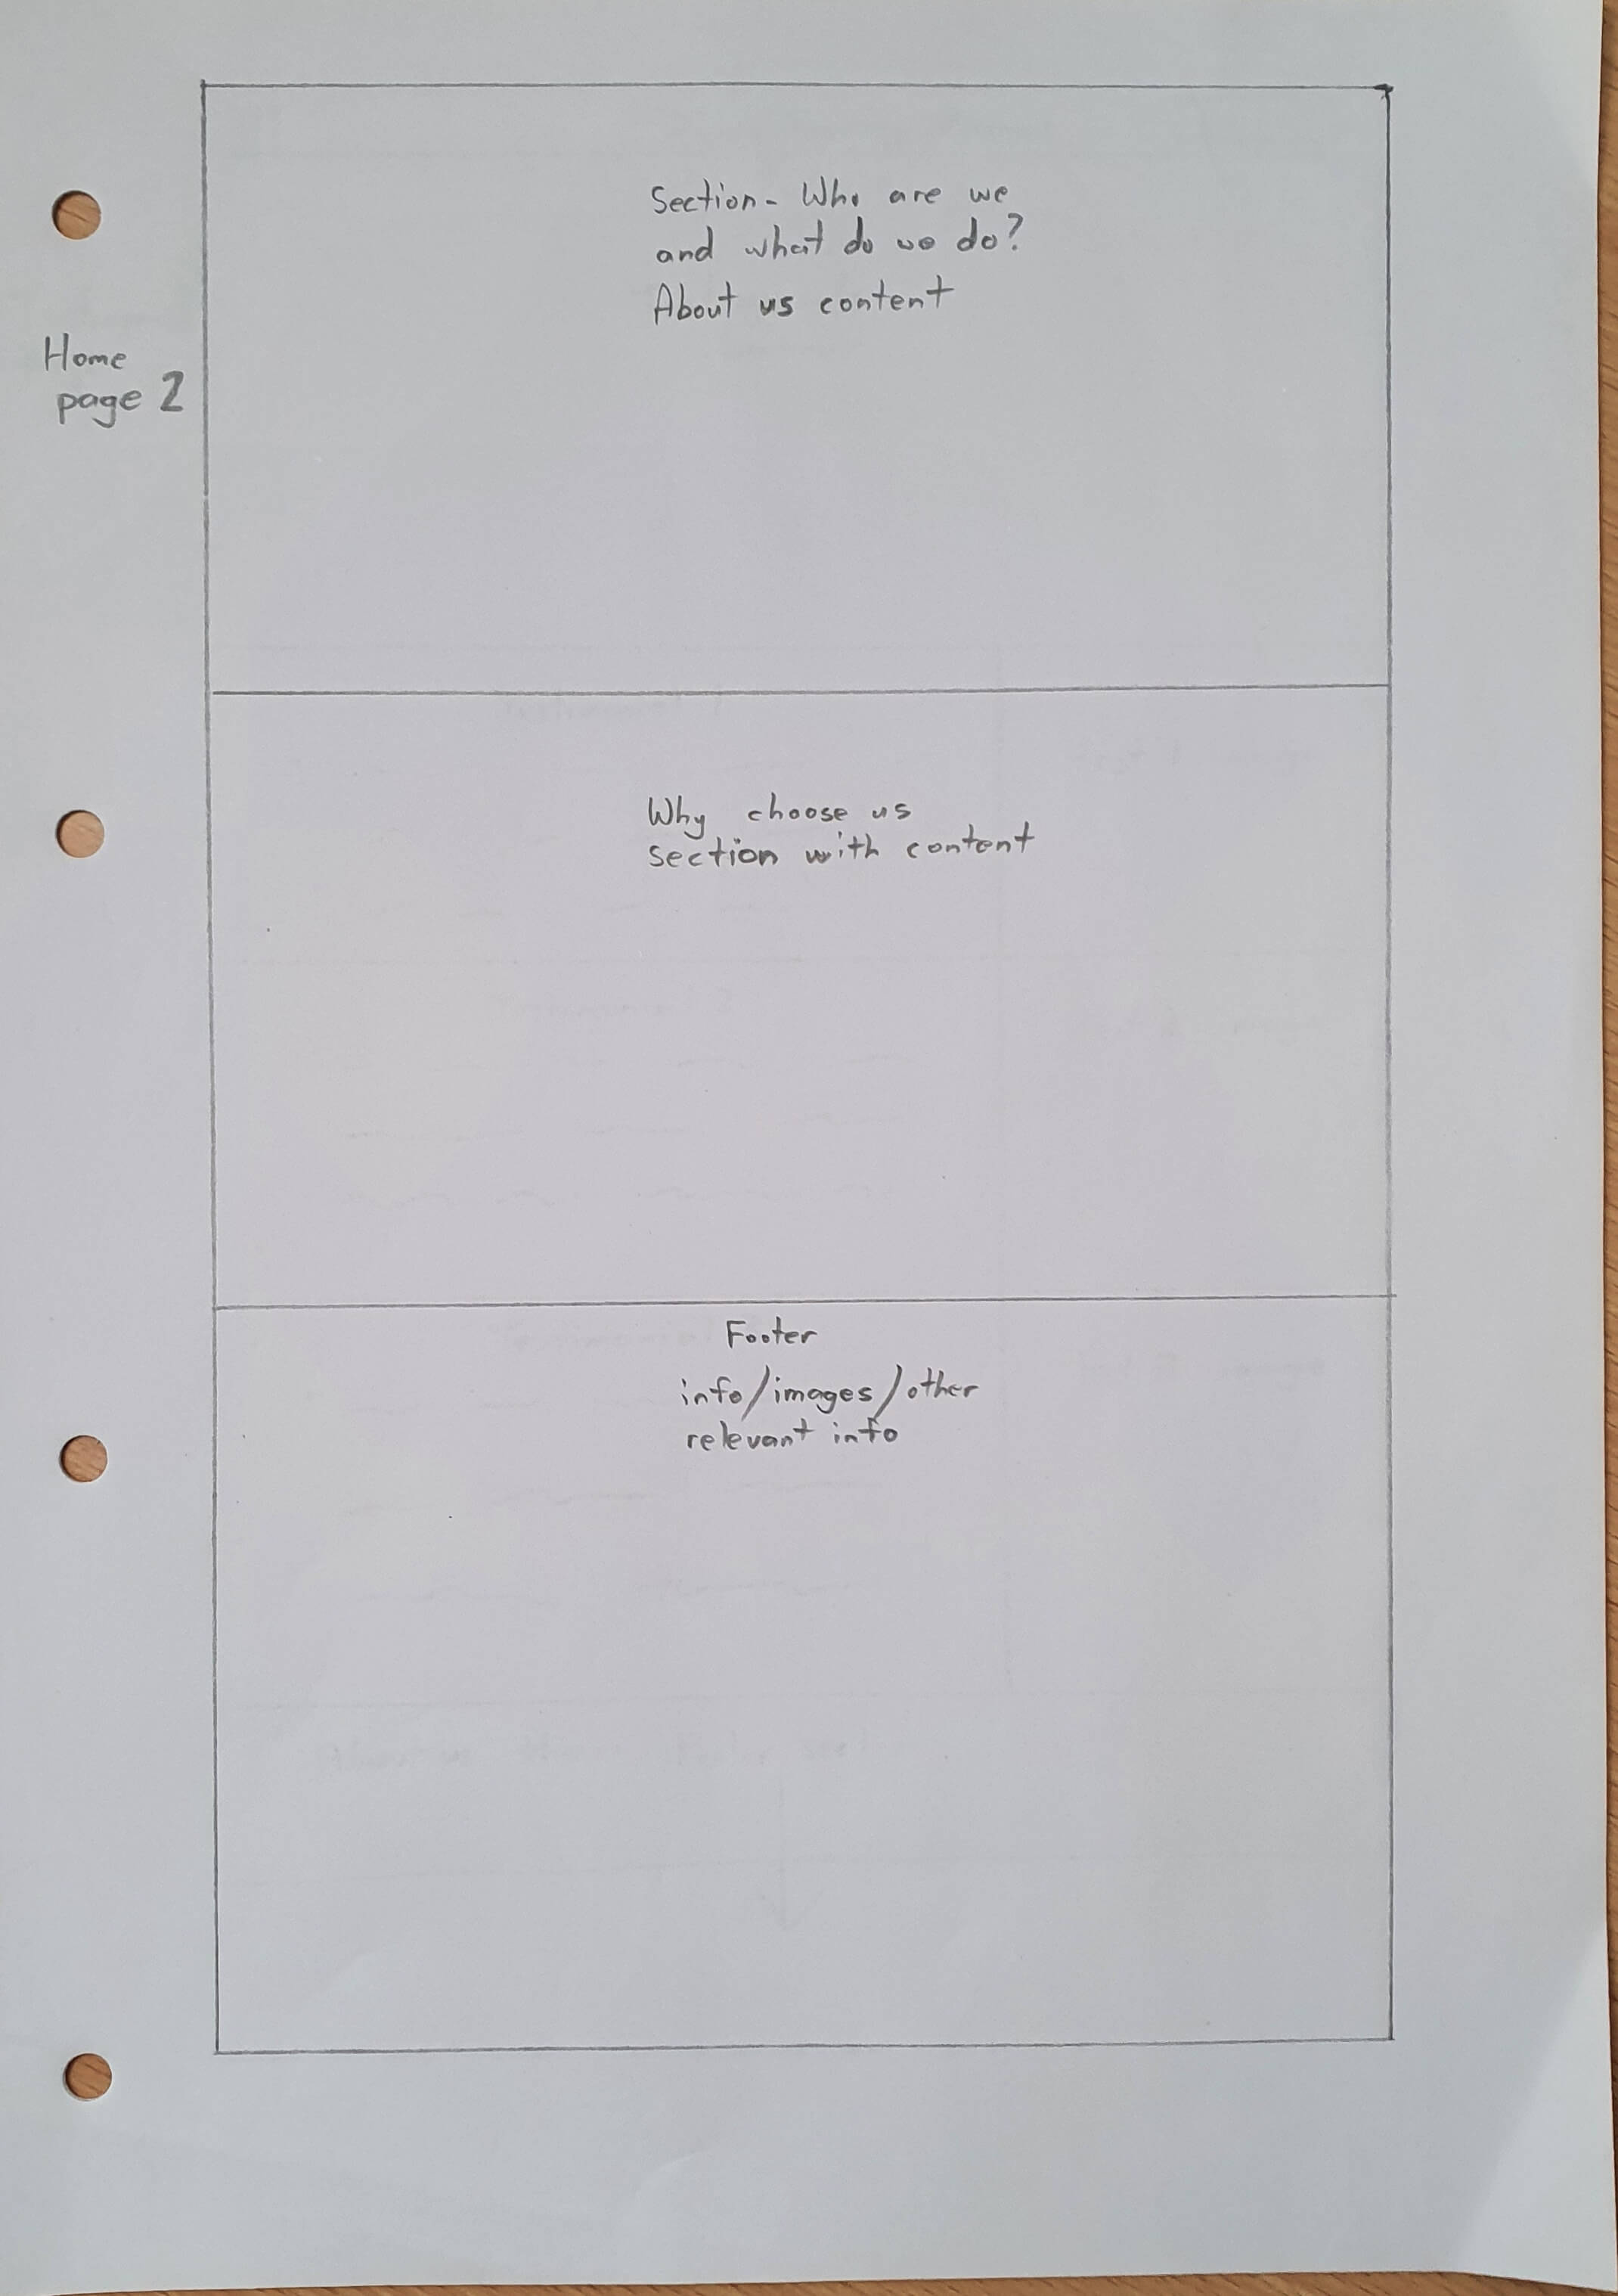 Section - Who are we
and what do we do?
About us content
Home
page 2
Why choose us
section with content
Footer
info/images/other
relevant info